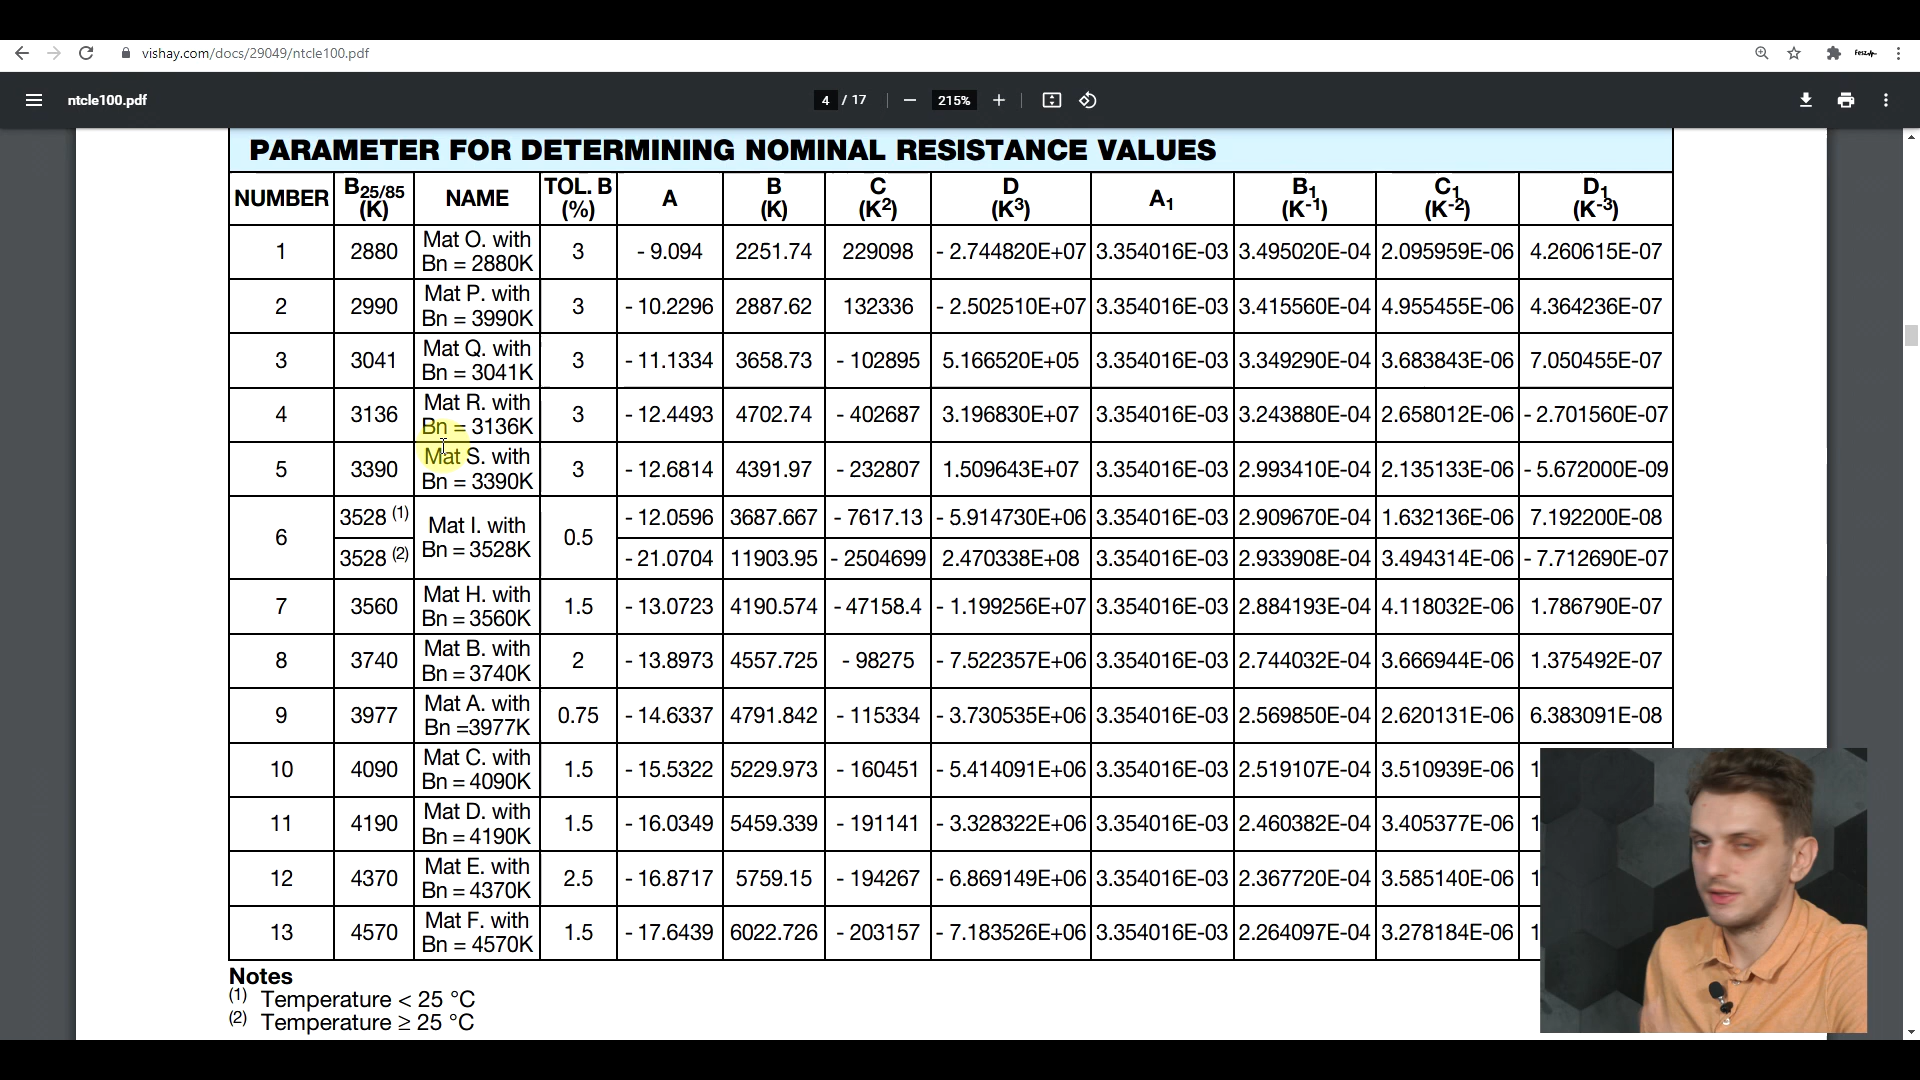 vishay.com/docs/29049/ntcle100.pdf
fesz
ntcle100.pdf
4 / 17
215%
PARAMETER FOR DETERMINING NOMINAL RESISTANCE VALUES
NUMBER B25/85 (K) NAME TOL. B (%) A B (K) C (K²) D (K³) A₁ B₁ (K⁻¹) C₁ (K⁻²) D₁ (K⁻³)
1 2880 Mat O. with Bn = 2880K 3 - 9.094 2251.74 229098 - 2.744820E+07 3.354016E-03 3.495020E-04 2.095959E-06 4.260615E-07
2 2990 Mat P. with Bn = 3990K 3 - 10.2296 2887.62 132336 - 2.502510E+07 3.354016E-03 3.415560E-04 4.955455E-06 4.364236E-07
3 3041 Mat Q. with Bn = 3041K 3 - 11.1334 3658.73 - 102895 5.166520E+05 3.354016E-03 3.349290E-04 3.683843E-06 7.050455E-07
4 3136 Mat R. with Bn = 3136K 3 - 12.4493 4702.74 - 402687 3.196830E+07 3.354016E-03 3.243880E-04 2.658012E-06 - 2.701560E-07
5 3390 Mat S. with Bn = 3390K 3 - 12.6814 4391.97 - 232807 1.509643E+07 3.354016E-03 2.993410E-04 2.135133E-06 - 5.672000E-09
6 3528 (1) Mat I. with Bn = 3528K 0.5 - 12.0596 3687.667 - 7617.13 - 5.914730E+06 3.354016E-03 2.909670E-04 1.632136E-06 7.192200E-08
3528 (2) - 21.0704 11903.95 - 2504699 2.470338E+08 3.354016E-03 2.933908E-04 3.494314E-06 - 7.712690E-07
7 3560 Mat H. with Bn = 3560K 1.5 - 13.0723 4190.574 - 47158.4 - 1.199256E+07 3.354016E-03 2.884193E-04 4.118032E-06 1.786790E-07
8 3740 Mat B. with Bn = 3740K 2 - 13.8973 4557.725 - 98275 - 7.522357E+06 3.354016E-03 2.744032E-04 3.666944E-06 1.375492E-07
9 3977 Mat A. with Bn =3977K 0.75 - 14.6337 4791.842 - 115334 - 3.730535E+06 3.354016E-03 2.569850E-04 2.620131E-06 6.383091E-08
10 4090 Mat C. with Bn = 4090K 1.5 - 15.5322 5229.973 - 160451 - 5.414091E+06 3.354016E-03 2.519107E-04 3.510939E-06 1
11 4190 Mat D. with Bn = 4190K 1.5 - 16.0349 5459.339 - 191141 - 3.328322E+06 3.354016E-03 2.460382E-04 3.405377E-06 1
12 4370 Mat E. with Bn = 4370K 2.5 - 16.8717 5759.15 - 194267 - 6.869149E+06 3.354016E-03 2.367720E-04 3.585140E-06 1
13 4570 Mat F. with Bn = 4570K 1.5 - 17.6439 6022.726 - 203157 - 7.183526E+06 3.354016E-03 2.264097E-04 3.278184E-06 1
Notes
(1) Temperature < 25 °C
(2) Temperature ≥ 25 °C